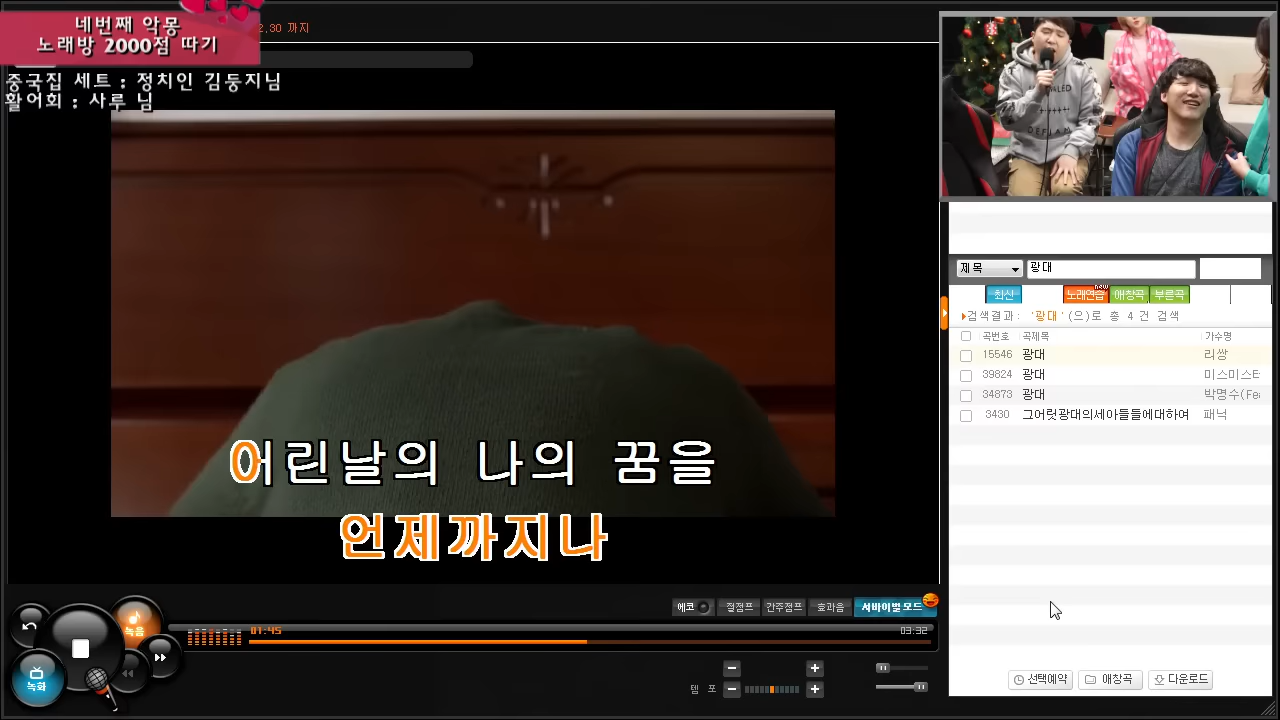 네번째 악몽
노래방 2000점 따기
2,30 까지
중국집 세트 : 정치인 김둥지님
활어회 : 사루 님
어린날의 나의 꿈을
언제까지나
제목
광대
최신
노래연습
new
애창곡
부른곡
검색결과: '광대'(으)로 총 4 건 검색
곡번호 곡제목 가수명
15546 광대 리쌍
39824 광대 미스미스터
34873 광대 박명수(Fe
3430 그어릿광대의세아들들에대하여 패닉
선택예약
애창곡
다운로드
에코
절점프
간주점프
효과음
서바이벌 모드
녹음
01:45
03:32
녹화
템 포